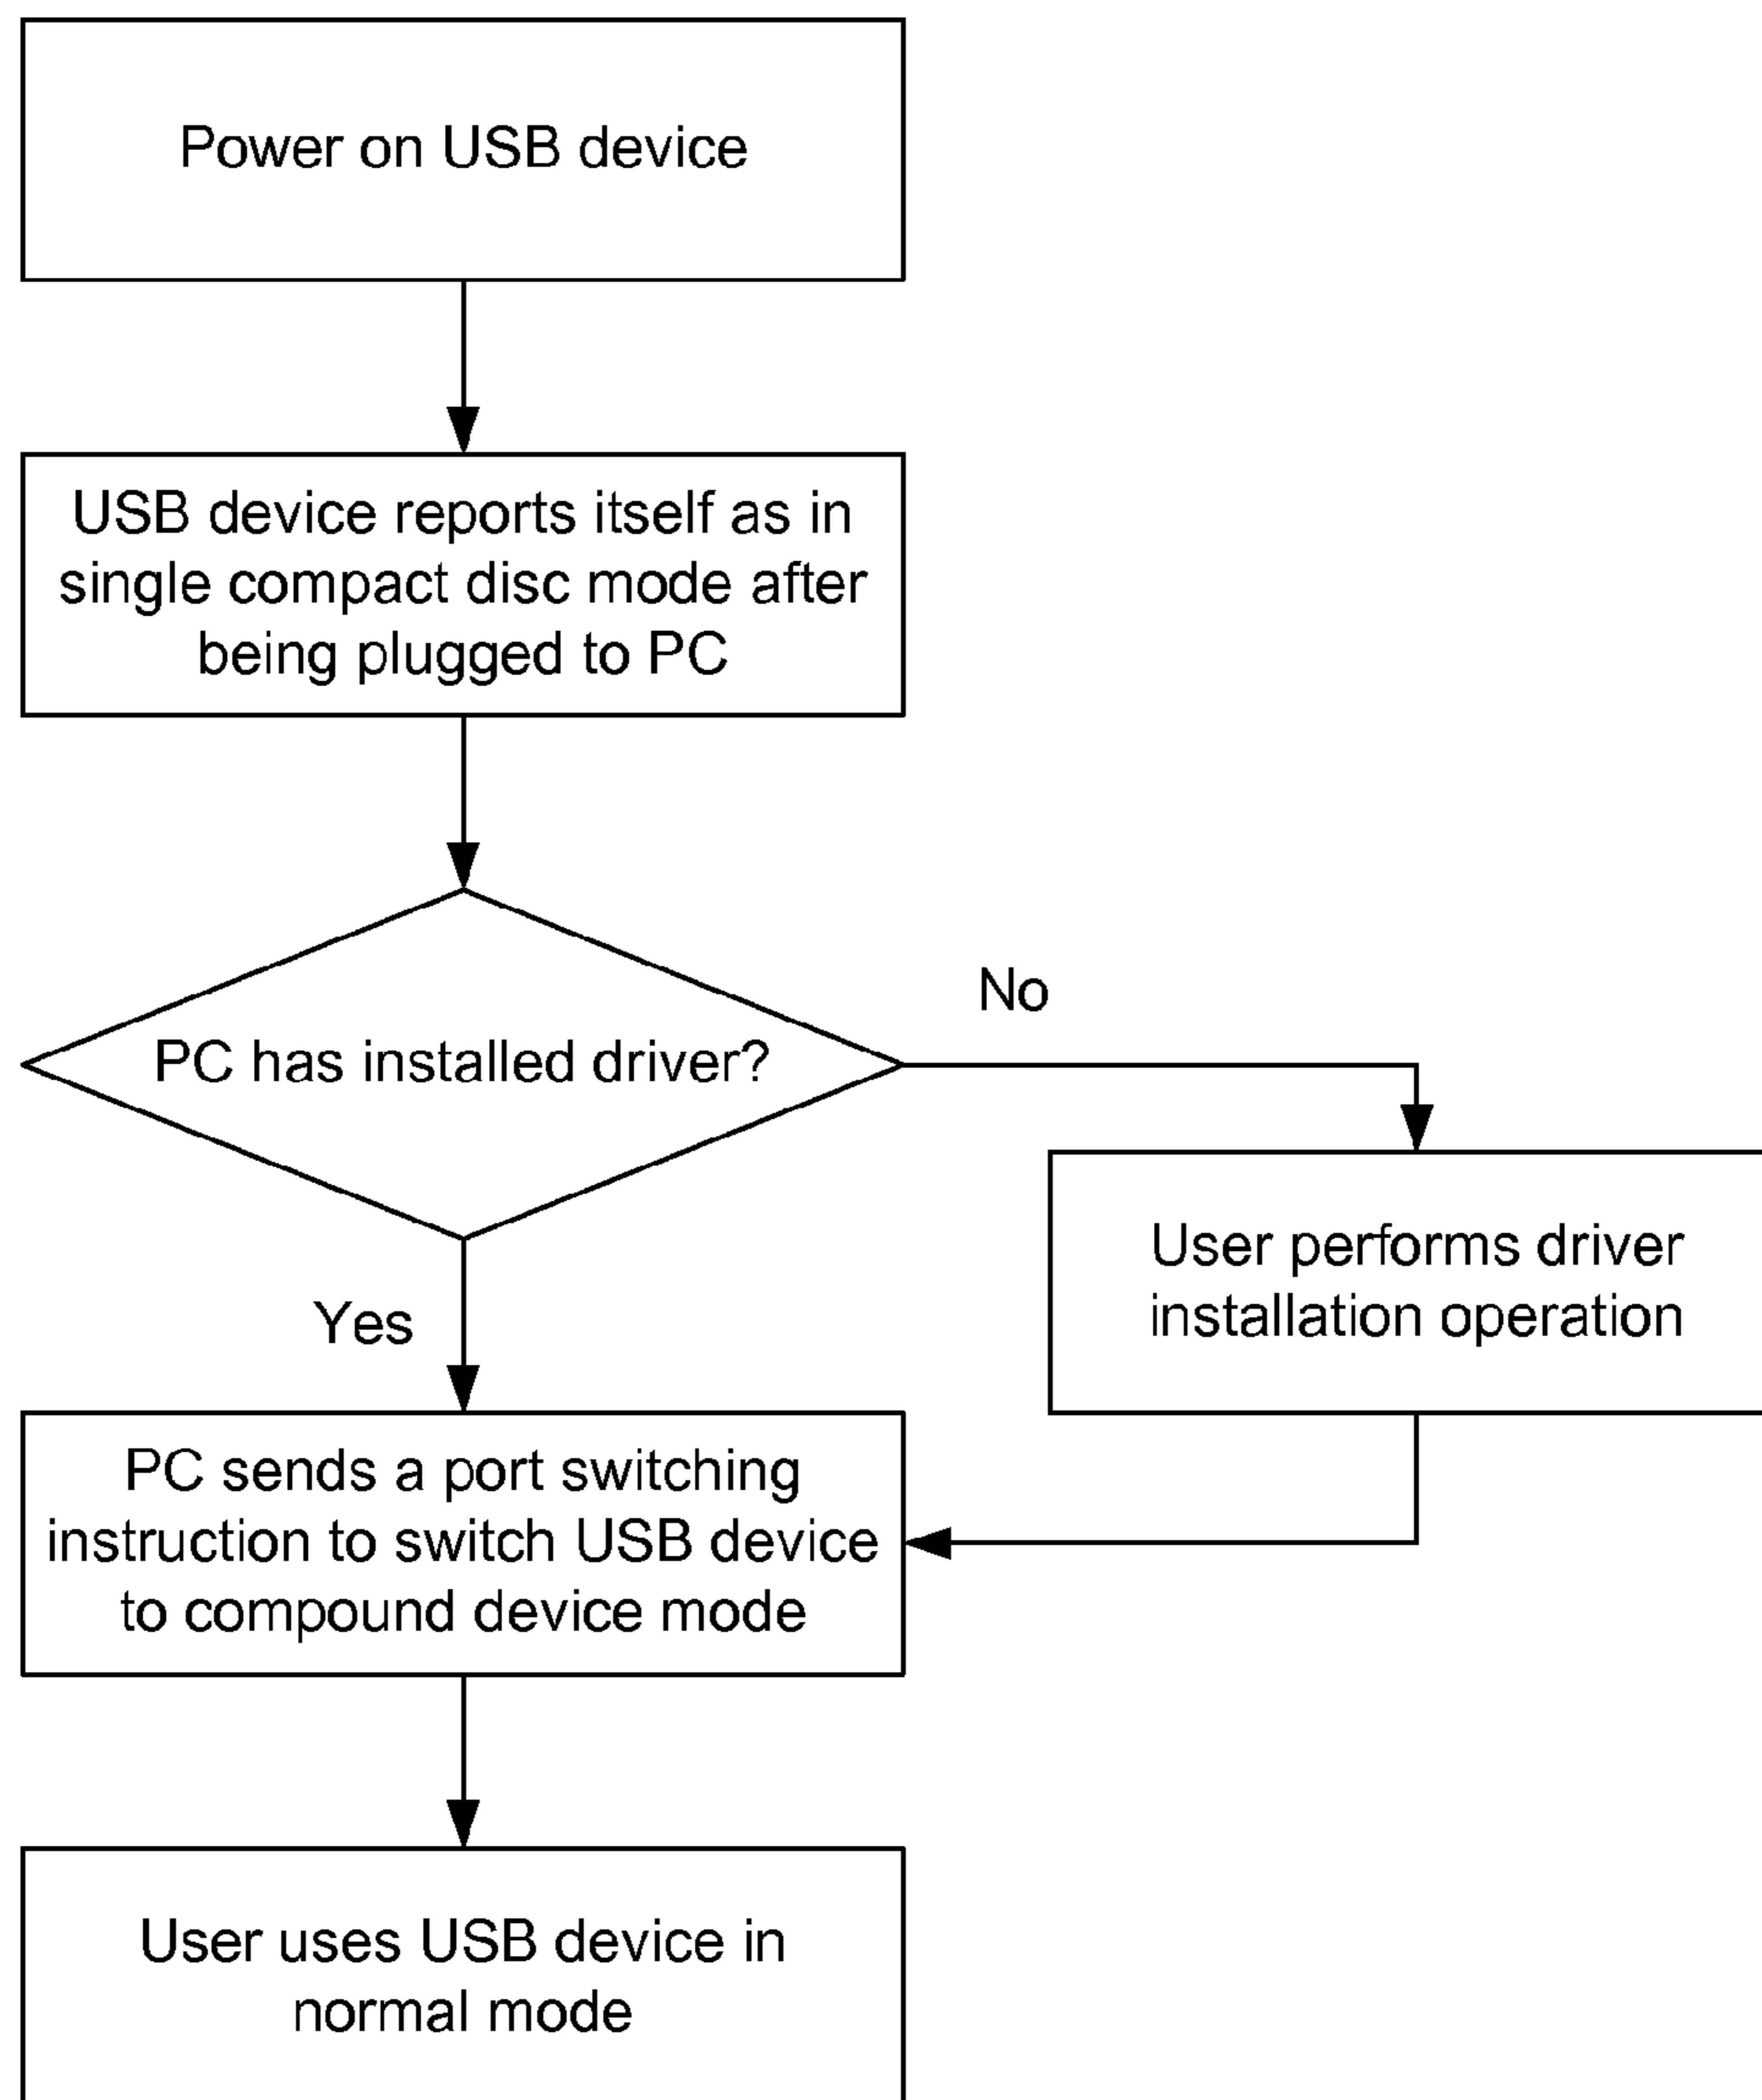 Power on USB device
USB device reports itself as in
single compact disc mode after
being plugged to PC
PC has installed driver?
No
User performs driver
installation operation
Yes
PC sends a port switching
instruction to switch USB device
to compound device mode
User uses USB device in
normal mode